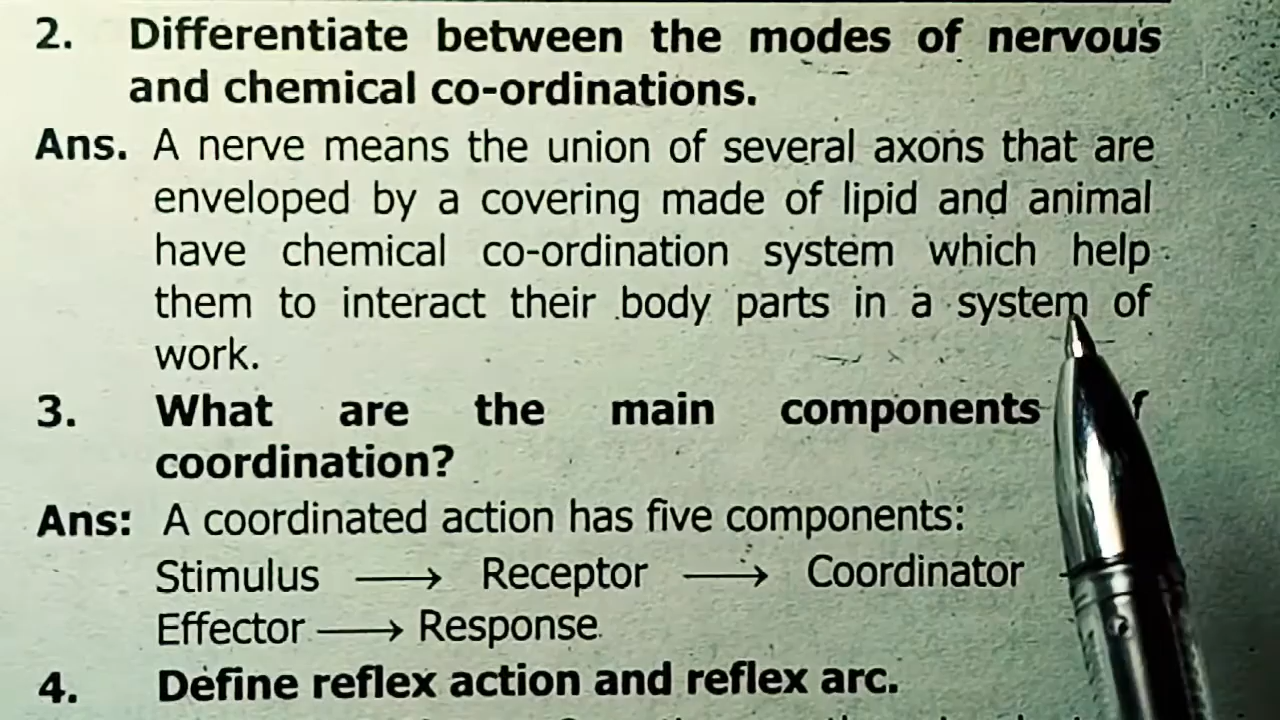 2. Differentiate between the modes of nervous
and chemical co-ordinations.
Ans. A nerve means the union of several axons that are
enveloped by a covering made of lipid and animal
have chemical co-ordination system which help
them to interact their body parts in a system of
work.
3. What are the main components
coordination?
Ans: A coordinated action has five components:
Stimulus ⟶ Receptor ⟶ Coordinator
Effector ⟶ Response
4. Define reflex action and reflex arc.